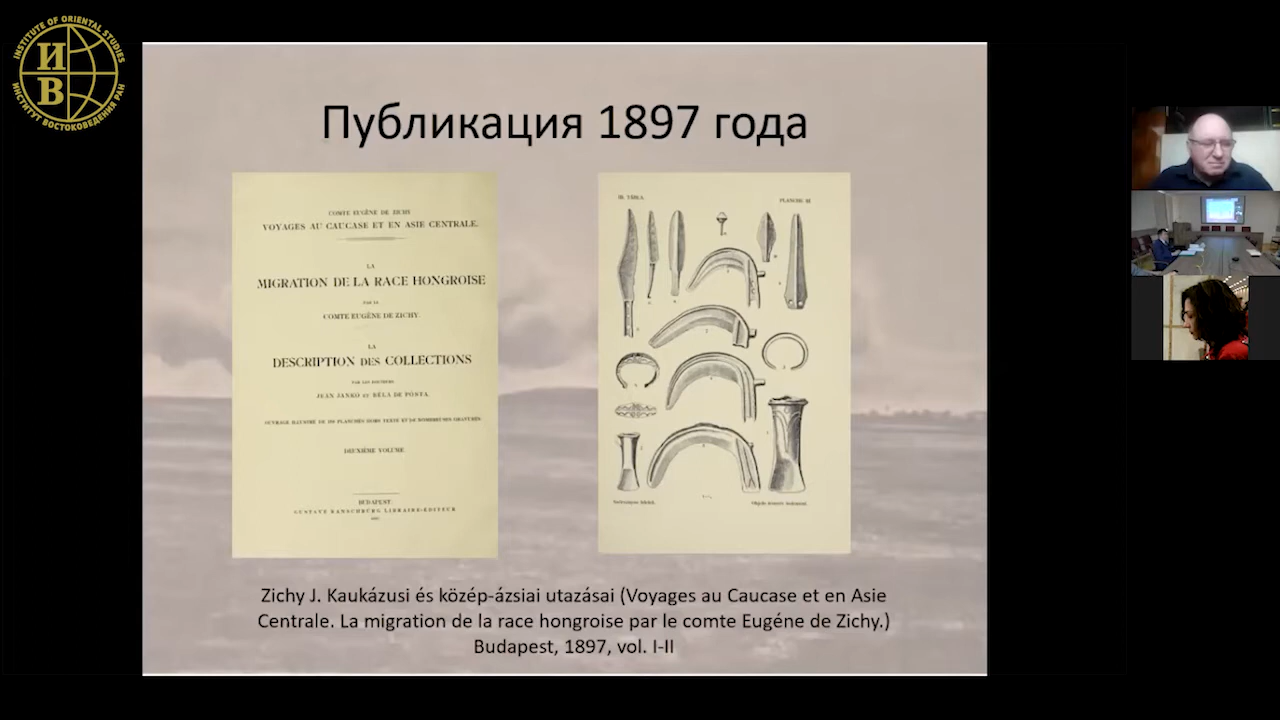 INSTITUTE OF ORIENTAL STUDIES
И
В
ИНСТИТУТ ВОСТОКОВЕДЕНИЯ РАН
Публикация 1897 года
COMTE EUGÈNE DE ZICHY
VOYAGES AU CAUCASE ET EN ASIE CENTRALE.
LA
MIGRATION DE LA RACE HONGROISE
PAR LE
COMTE EUGÈNE DE ZICHY.
LA
DESCRIPTION DES COLLECTIONS
PAR LES DOCTEURS
JEAN JANKÓ ET BÉLA DE PÓSTA.
DEUXIÈME VOLUME.
BUDAPEST.
GUSTAVE RANSCHBURG LIBRAIRE-ÉDITEUR
1897.
III. TÁBLA.
PLANCHE III
Zichy J. Kaukázusi és közép-ázsiai utazásai (Voyages au Caucase et en Asie
Centrale. La migration de la race hongroise par le comte Eugéne de Zichy.)
Budapest, 1897, vol. I-II